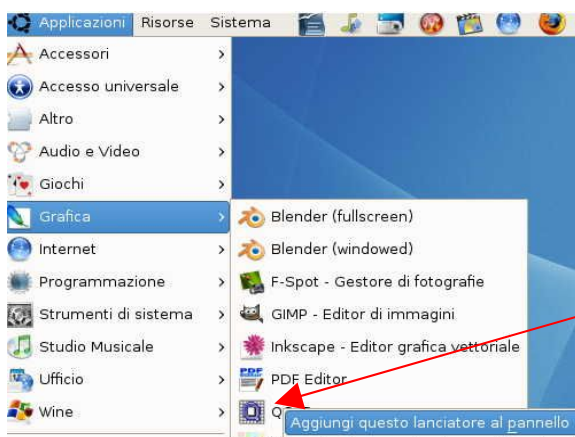 Applicazioni Risorse Sistema
Accessori
Accesso universale
Altro
Audio e Video
Giochi
Grafica
Internet
Programmazione
Strumenti di sistema
Studio Musicale
Ufficio
Wine
Blender (fullscreen)
Blender (windowed)
F-Spot - Gestore di fotografie
GIMP - Editor di immagini
Inkscape - Editor grafica vettoriale
PDF Editor
Aggiungi questo lanciatore al pannello